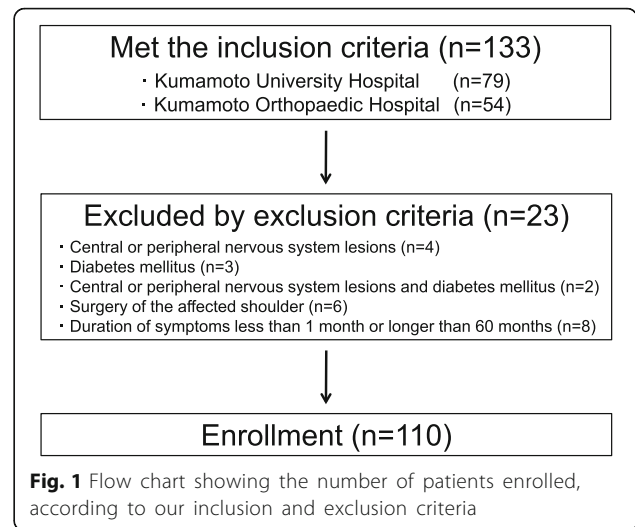 Met the inclusion criteria (n=133)
・Kumamoto University Hospital (n=79)
・Kumamoto Orthopaedic Hospital (n=54)
Excluded by exclusion criteria (n=23)
・Central or peripheral nervous system lesions (n=4)
・Diabetes mellitus (n=3)
・Central or peripheral nervous system lesions and diabetes mellitus (n=2)
・Surgery of the affected shoulder (n=6)
・Duration of symptoms less than 1 month or longer than 60 months (n=8)
Enrollment (n=110)
Fig. 1 Flow chart showing the number of patients enrolled,
according to our inclusion and exclusion criteria